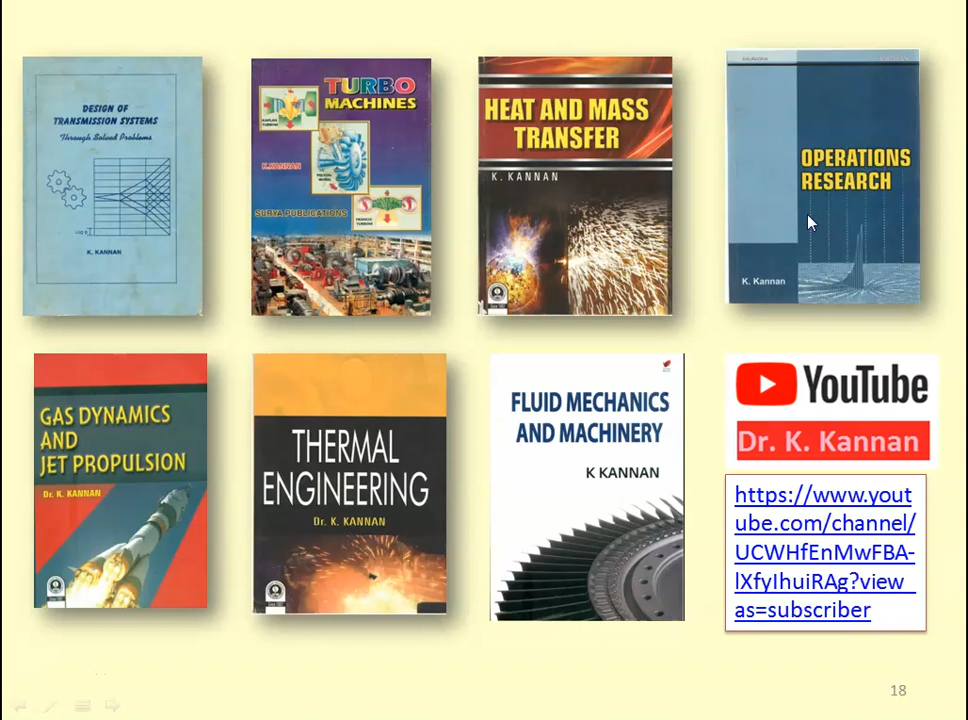 DESIGN OF
TRANSMISSION SYSTEMS
Through Solved Problems
K. KANNAN
TURBO
MACHINES
K.KANNAN
SURYA PUBLICATIONS
HEAT AND MASS
TRANSFER
K. KANNAN
OPERATIONS
RESEARCH
K. Kannan
GAS DYNAMICS
AND
JET PROPULSION
Dr. K. KANNAN
THERMAL
ENGINEERING
Dr. K. KANNAN
FLUID MECHANICS
AND MACHINERY
K KANNAN
YouTube
Dr. K. Kannan
https://www.yout
ube.com/channel/
UCWHfEnMwFBA-
lXfyIhuiRAg?view_
as=subscriber
18